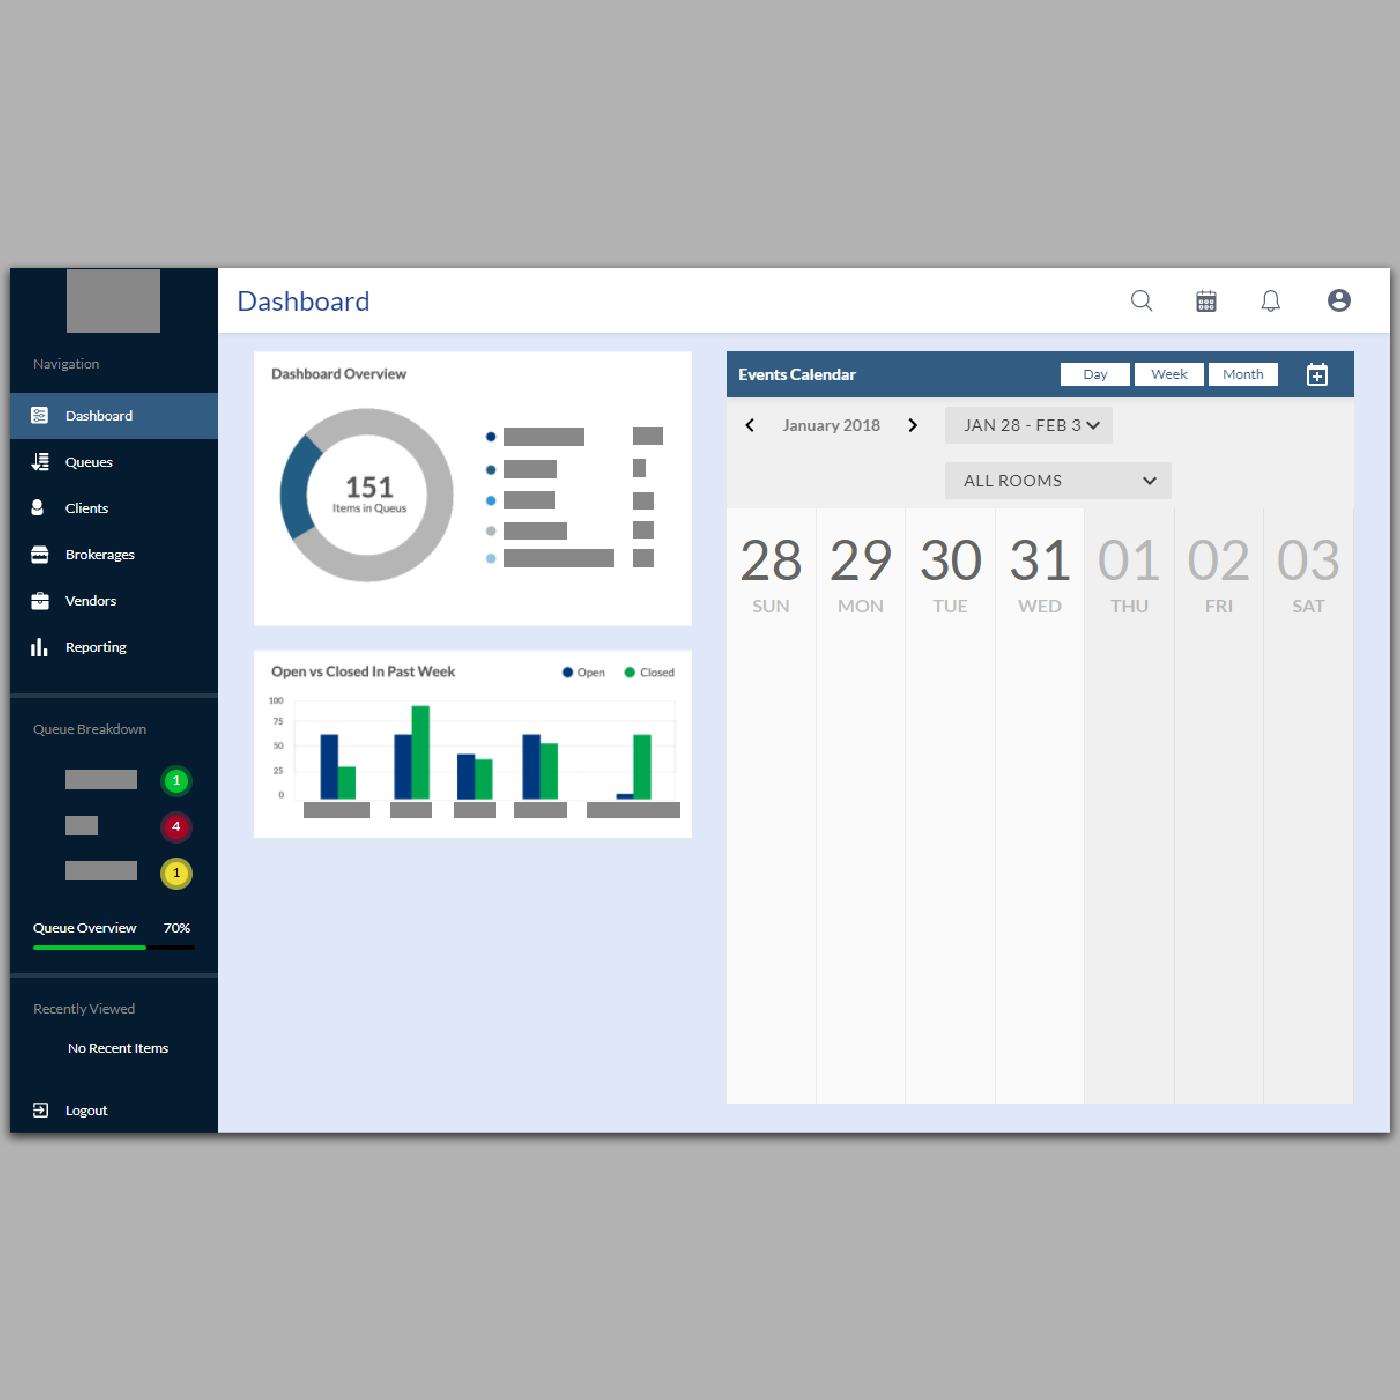 Navigation
Dashboard
Queues
Clients
Brokerages
Vendors
Reporting
Queue Breakdown
1
4
1
Queue Overview 70%
Recently Viewed
No Recent Items
Logout
Dashboard
Dashboard Overview
151
Items in Queus
Open vs Closed In Past Week
Open Closed
100
75
50
25
0
Events Calendar Day Week Month
January 2018 JAN 28 - FEB 3
ALL ROOMS
28 29 30 31 01 02 03
SUN MON TUE WED THU FRI SAT